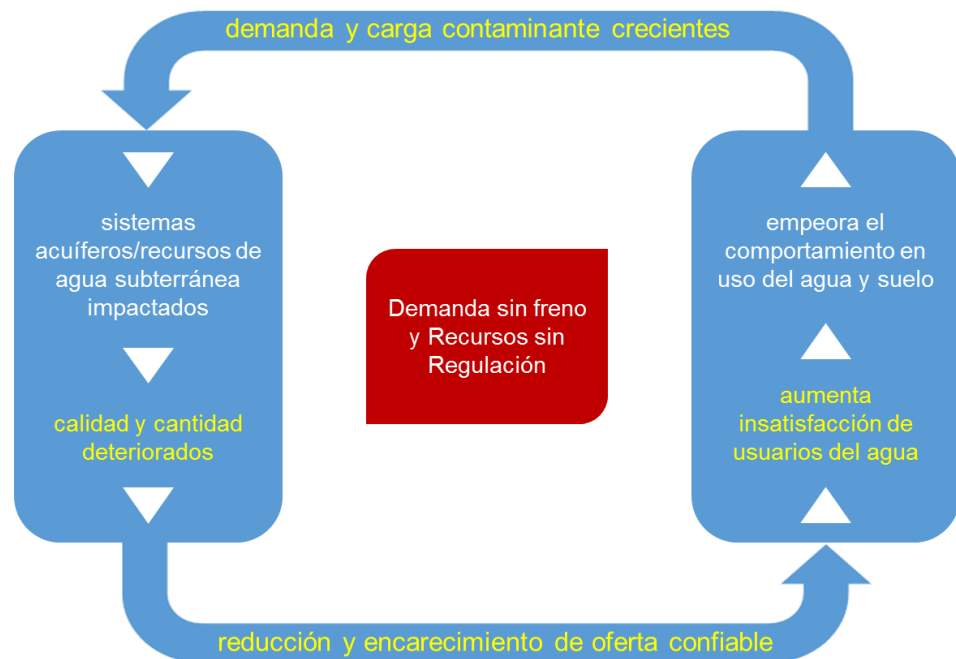 demanda y carga contaminante crecientes
sistemas
acuíferos/recursos de
agua subterránea
impactados
calidad y cantidad
deteriorados
Demanda sin freno
y Recursos sin
Regulación
empeora el
comportamiento en
uso del agua y suelo
aumenta
insatisfacción de
usuarios del agua
reducción y encarecimiento de oferta confiable